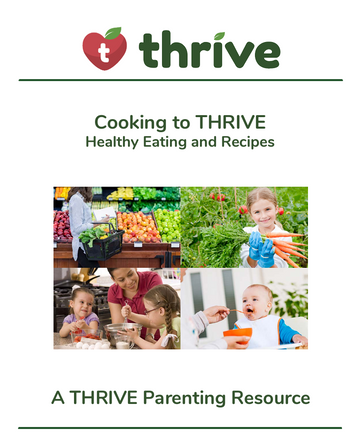 t thrive
Cooking to THRIVE
Healthy Eating and Recipes
A THRIVE Parenting Resource